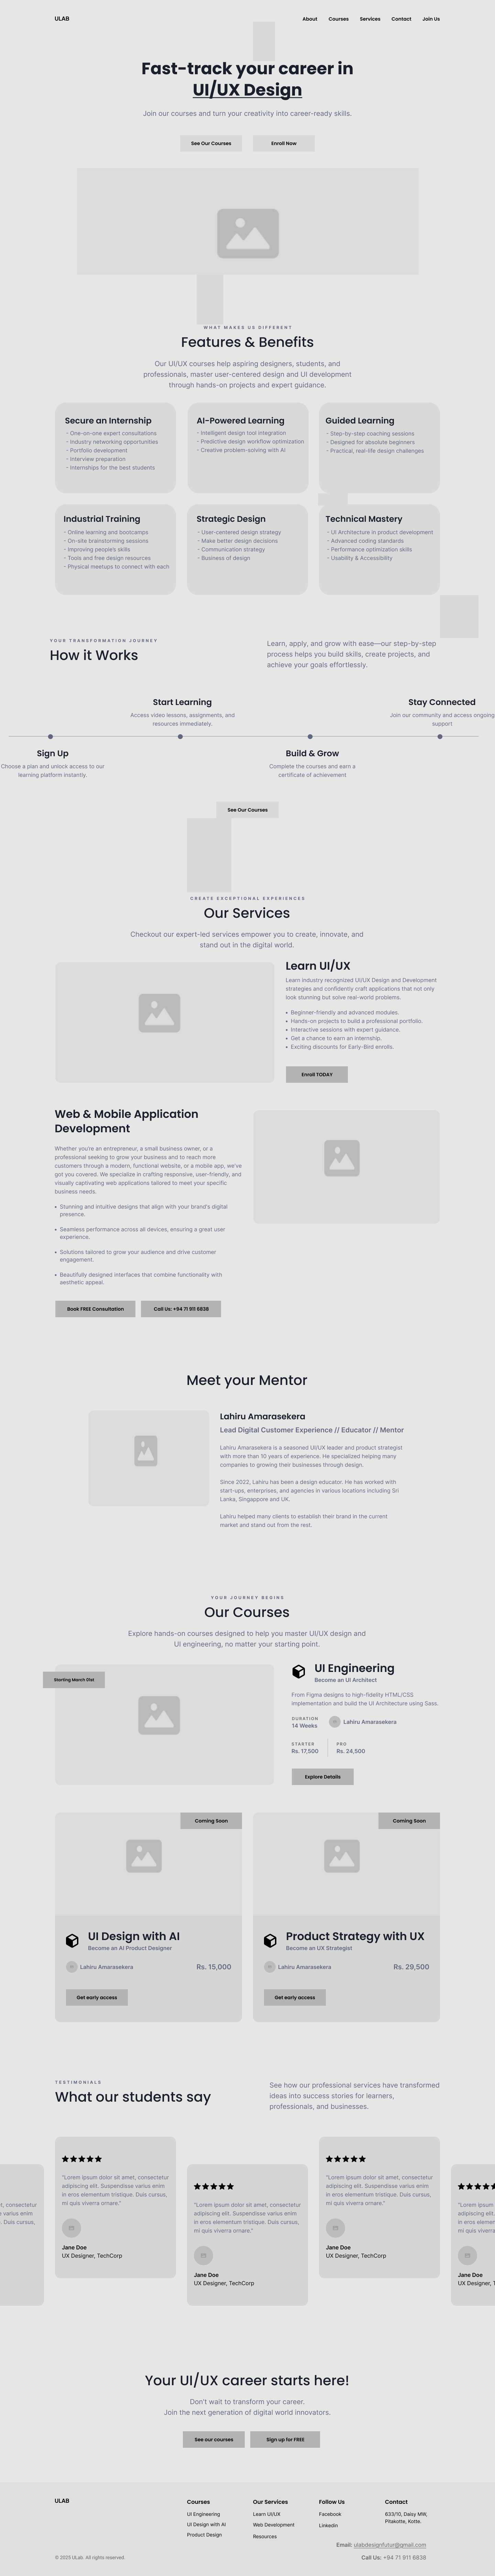 ULAB
About Courses Services Contact Join Us
Fast-track your career in
UI/UX Design
Join our courses and turn your creativity into career-ready skills.
See Our Courses
Enroll Now
WHAT MAKES US DIFFERENT
Features & Benefits
Our UI/UX courses help aspiring designers, students, and
professionals, master user-centered design and UI development
through hands-on projects and expert guidance.
Secure an Internship
- One-on-one expert consultations
- Industry networking opportunities
- Portfolio development
- Interview preparation
- Internships for the best students
AI-Powered Learning
- Intelligent design tool integration
- Predictive design workflow optimization
- Creative problem-solving with AI
Guided Learning
- Step-by-step coaching sessions
- Designed for absolute beginners
- Practical, real-life design challenges
Industrial Training
- Online learning and bootcamps
- On-site brainstorming sessions
- Improving people's skills
- Tools and free design resources
- Physical meetups to connect with each
Strategic Design
- User-centered design strategy
- Make better design decisions
- Communication strategy
- Business of design
Technical Mastery
- UI Architecture in product development
- Advanced coding standards
- Performance optimization skills
- Usability & Accessibility
YOUR TRANSFORMATION JOURNEY
How it Works
Learn, apply, and grow with ease—our step-by-step
process helps you build skills, create projects, and
achieve your goals effortlessly.
Start Learning
Access video lessons, assignments, and
resources immediately.
Stay Connected
Join our community and access ongoing
support
Sign Up
Choose a plan and unlock access to our
learning platform instantly.
Build & Grow
Complete the courses and earn a
certificate of achievement
See Our Courses
CREATE EXCEPTIONAL EXPERIENCES
Our Services
Checkout our expert-led services empower you to create, innovate, and
stand out in the digital world.
Learn UI/UX
Learn industry recognized UI/UX Design and Development
strategies and confidently craft applications that not only
look stunning but solve real-world problems.
• Beginner-friendly and advanced modules.
• Hands-on projects to build a professional portfolio.
• Interactive sessions with expert guidance.
• Get a chance to earn an internship.
• Exciting discounts for Early-Bird enrolls.
Enroll TODAY
Web & Mobile Application
Development
Whether you're an entrepreneur, a small business owner, or a
professional seeking to grow your business and to reach more
customers through a modern, functional website, or a mobile app, we've
got you covered. We specialize in crafting responsive, user-friendly, and
visually captivating web applications tailored to meet your specific
business needs.
• Stunning and intuitive designs that align with your brand's digital
presence.
• Seamless performance across all devices, ensuring a great user
experience.
• Solutions tailored to grow your audience and drive customer
engagement.
• Beautifully designed interfaces that combine functionality with
aesthetic appeal.
Book FREE Consultation
Call Us: +94 71 911 6838
Meet your Mentor
Lahiru Amarasekera
Lead Digital Customer Experience // Educator // Mentor
Lahiru Amarasekera is a seasoned UI/UX leader and product strategist
with more than 10 years of experience. He specialized helping many
companies to growing their businesses through design.
Since 2022, Lahiru has been a design educator. He has worked with
start-ups, enterprises, and agencies in various locations including Sri
Lanka, Singappore and UK.
Lahiru helped many clients to establish their brand in the current
market and stand out from the rest.
YOUR JOURNEY BEGINS
Our Courses
Explore hands-on courses designed to help you master UI/UX design and
UI engineering, no matter your starting point.
Starting March 01st
UI Engineering
Become an UI Architect
From Figma designs to high-fidelity HTML/CSS
implementation and build the UI Architecture using Sass.
DURATION
14 Weeks
Lahiru Amarasekera
STARTER
Rs. 17,500
PRO
Rs. 24,500
Explore Details
Coming Soon
UI Design with AI
Become an AI Product Designer
Lahiru Amarasekera
Rs. 15,000
Get early access
Coming Soon
Product Strategy with UX
Become an UX Strategist
Lahiru Amarasekera
Rs. 29,500
Get early access
TESTIMONIALS
What our students say
See how our professional services have transformed
ideas into success stories for learners,
professionals, and businesses.
t, consectetur
varius enim
. Duis cursus,
"Lorem ipsum dolor sit amet, consectetur
adipiscing elit. Suspendisse varius enim
in eros elementum tristique. Duis cursus,
mi quis viverra ornare."
Jane Doe
UX Designer, TechCorp
"Lorem ipsum dolor sit amet, consectetur
adipiscing elit. Suspendisse varius enim
in eros elementum tristique. Duis cursus,
mi quis viverra ornare."
Jane Doe
UX Designer, TechCorp
"Lorem ipsum dolor sit amet, consectetur
adipiscing elit. Suspendisse varius enim
in eros elementum tristique. Duis cursus,
mi quis viverra ornare."
Jane Doe
UX Designer, TechCorp
"Lorem ipsum
adipiscing elit.
in eros element
mi quis viverra
Jane Doe
UX Designer, T
Your UI/UX career starts here!
Don't wait to transform your career.
Join the next generation of digital world innovators.
See our courses
Sign up for FREE
ULAB
Courses
UI Engineering
UI Design with AI
Product Design
Our Services
Learn UI/UX
Web Development
Resources
Follow Us
Facebook
Linkedin
Contact
633/10, Daisi MW,
Pitakotte, Kotte.
Email: ulabdesignfutur@gmail.com
Call Us: +94 71 911 6838
© 2025 ULab. All rights reserved.